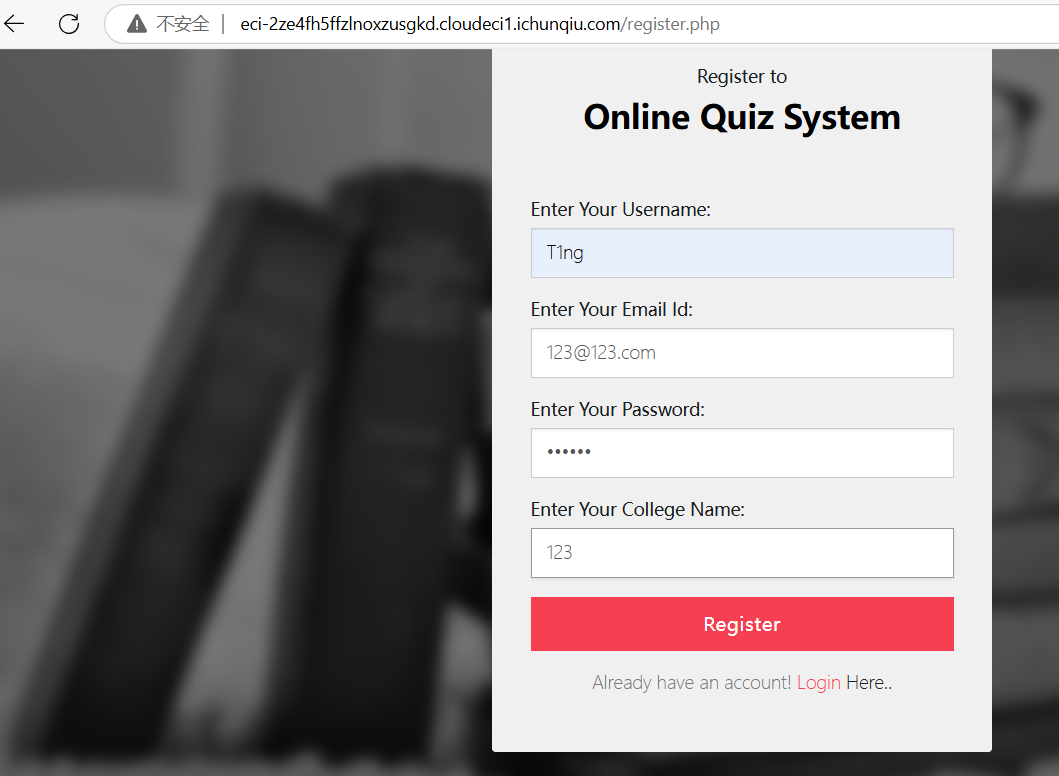 不安全 eci-2ze4fh5ffzlnoxzusgkd.cloudeci1.ichunqiu.com/register.php
Register to
Online Quiz System
Enter Your Username:
T1ng
Enter Your Email Id:
123@123.com
Enter Your Password:
••••••
Enter Your College Name:
123
Register
Already have an account! Login Here..